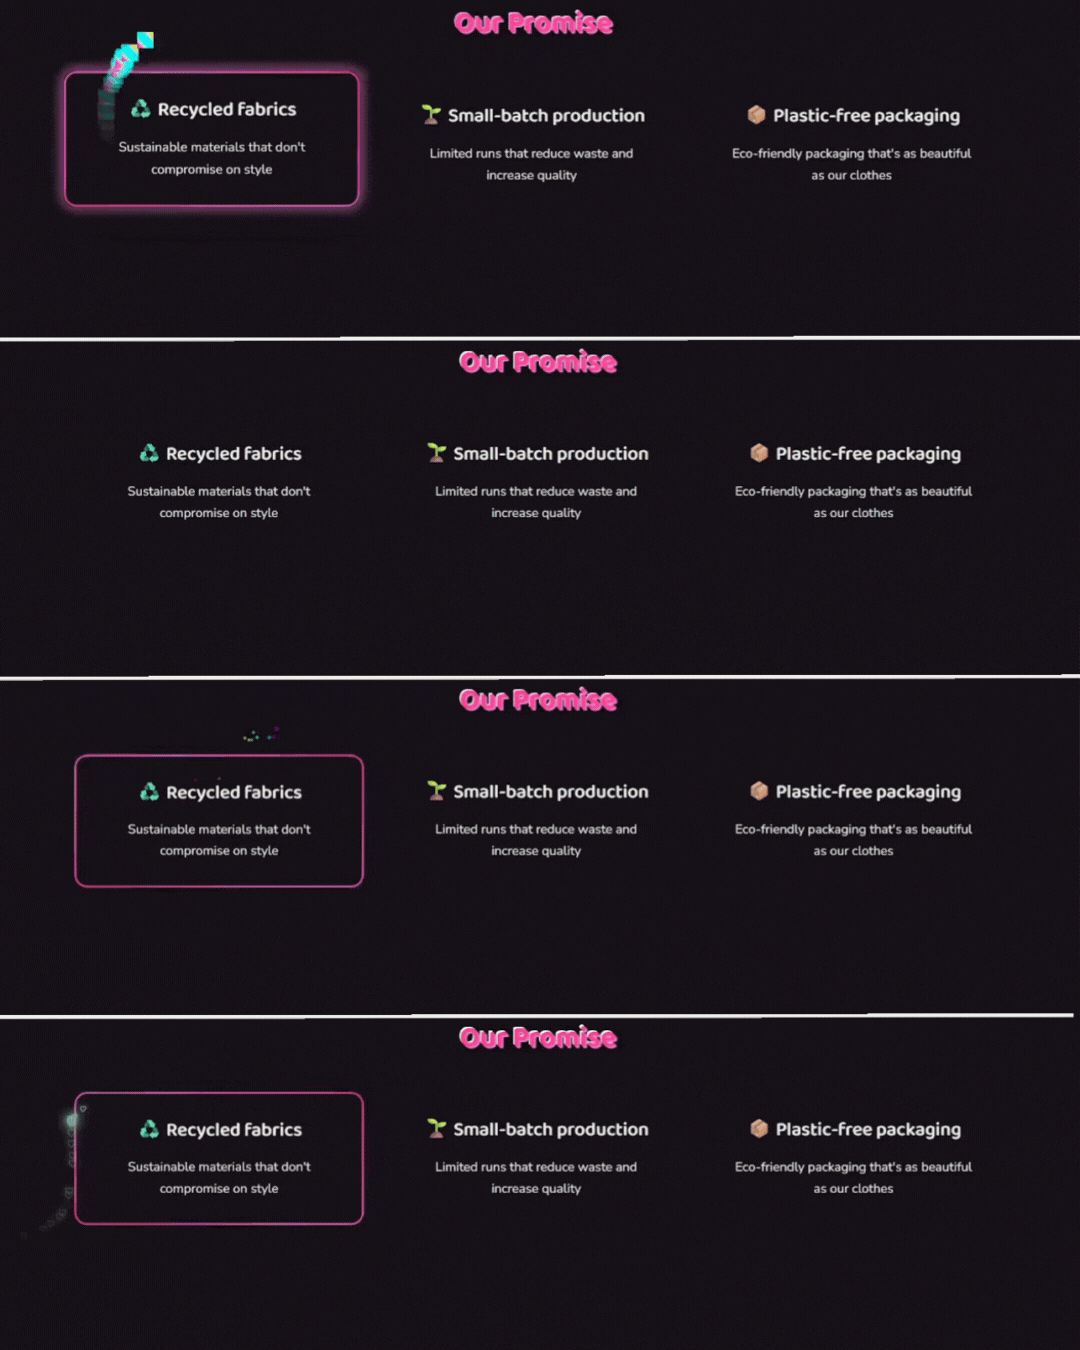 Our Promise
♻️ Recycled fabrics
Sustainable materials that don't
compromise on style
🌱 Small-batch production
Limited runs that reduce waste and
increase quality
📦 Plastic-free packaging
Eco-friendly packaging that's as beautiful
as our clothes
Our Promise
♻️ Recycled fabrics
Sustainable materials that don't
compromise on style
🌱 Small-batch production
Limited runs that reduce waste and
increase quality
📦 Plastic-free packaging
Eco-friendly packaging that's as beautiful
as our clothes
Our Promise
♻️ Recycled fabrics
Sustainable materials that don't
compromise on style
🌱 Small-batch production
Limited runs that reduce waste and
increase quality
📦 Plastic-free packaging
Eco-friendly packaging that's as beautiful
as our clothes
Our Promise
♻️ Recycled fabrics
Sustainable materials that don't
compromise on style
🌱 Small-batch production
Limited runs that reduce waste and
increase quality
📦 Plastic-free packaging
Eco-friendly packaging that's as beautiful
as our clothes